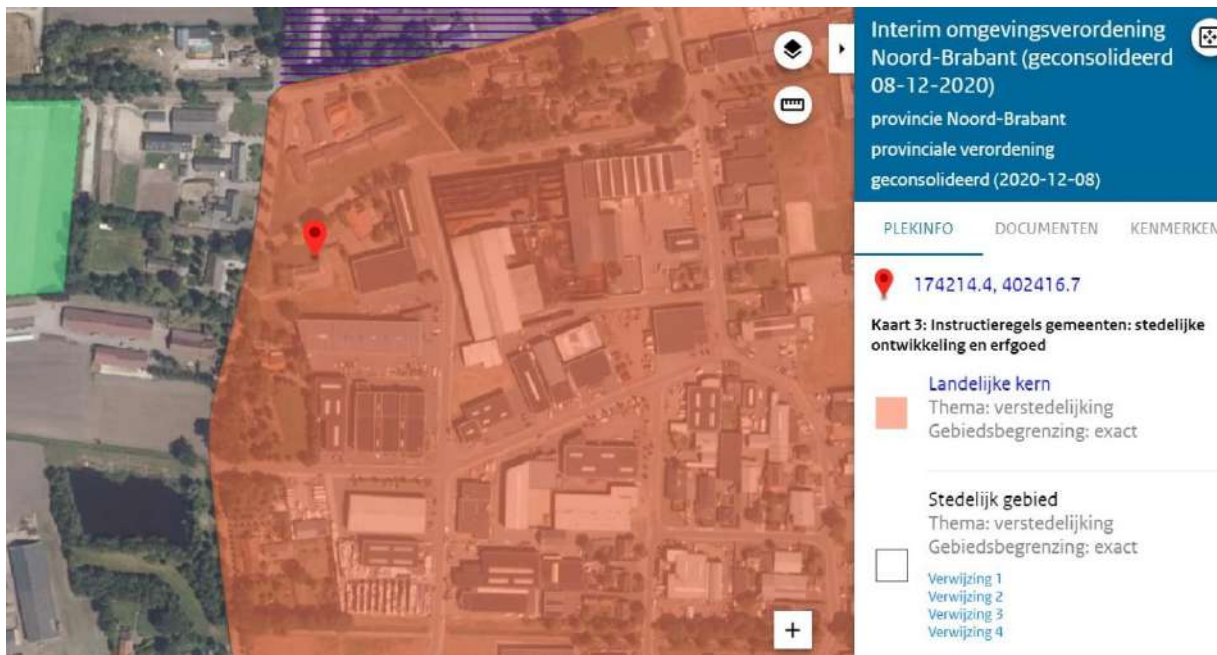 Interim omgevingsverordening
Noord-Brabant (geconsolideerd
08-12-2020)
provincie Noord-Brabant
provinciale verordening
geconsolideerd (2020-12-08)
PLEKINFO DOCUMENTEN KENMERKEN
174214.4, 402416.7
Kaart 3: Instructieregels gemeenten: stedelijke
ontwikkeling en erfgoed
Landelijke kern
Thema: verstedelijking
Gebiedsbegrenzing: exact
Stedelijk gebied
Thema: verstedelijking
Gebiedsbegrenzing: exact
Verwijzing 1
Verwijzing 2
Verwijzing 3
Verwijzing 4